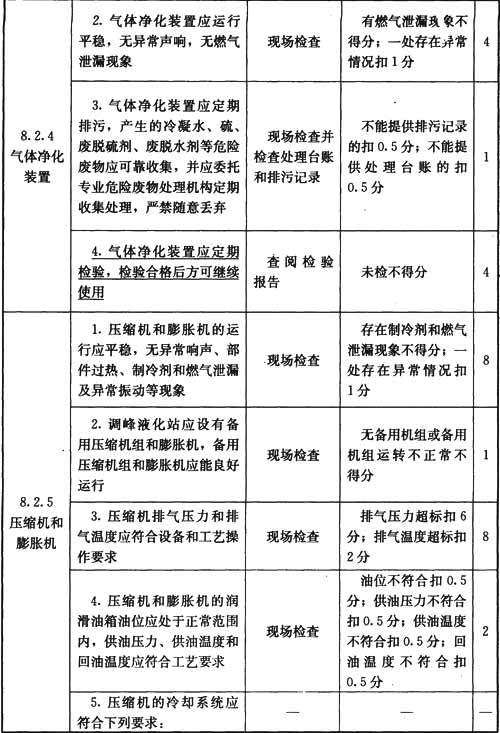 8.2.4
气体净化
装置
2. 气体净化装置应运行
平稳,无异常声响,无燃气
泄漏现象
现场检查
有燃气泄漏现象不
得分;一处存在异常
情况扣1分
4
3. 气体净化装置应定期
排污,产生的冷凝水、硫、
废脱硫剂、废脱水剂等危险
废物应可靠收集,并应委托
专业危险废物处理机构定期
收集处理,严禁随意丢弃
现场检查并
检查处理台账
和排污记录
不能提供排污记录
的扣0.5分;不能提
供处理台账的扣
0.5分
1
4. 气体净化装置应定期
检验,检验合格后方可继续
使用
查阅检验
报告
未检不得分
4
8.2.5
压缩机和
膨胀机
1. 压缩机和膨胀机的运
行应平稳,无异常响声、部
件过热、制冷剂和燃气泄漏
及异常振动等现象
现场检查
存在制冷剂和燃气
泄漏现象不得分;一
处存在异常情况扣
1分
8
2. 调峰液化站应设有备
用压缩机组和膨胀机,备用
压缩机组和膨胀机应能良好
运行
现场检查
无备用机组或备用
机组运转不正常不
得分
1
3. 压缩机排气压力和排
气温度应符合设备和工艺操
作要求
现场检查
排气压力超标扣6
分;排气温度超标扣
2分
8
4. 压缩机和膨胀机的润
滑油箱油位应处于正常范围
内,供油压力、供油温度和
回油温度应符合工艺要求
现场检查
油位不符合扣0.5
分;供油压力不符合
扣0.5分;供油温度
不符合扣0.5分;回
油温度不符合扣
0.5分
2
5. 压缩机的冷却系统应
符合下列要求:
—
—
—